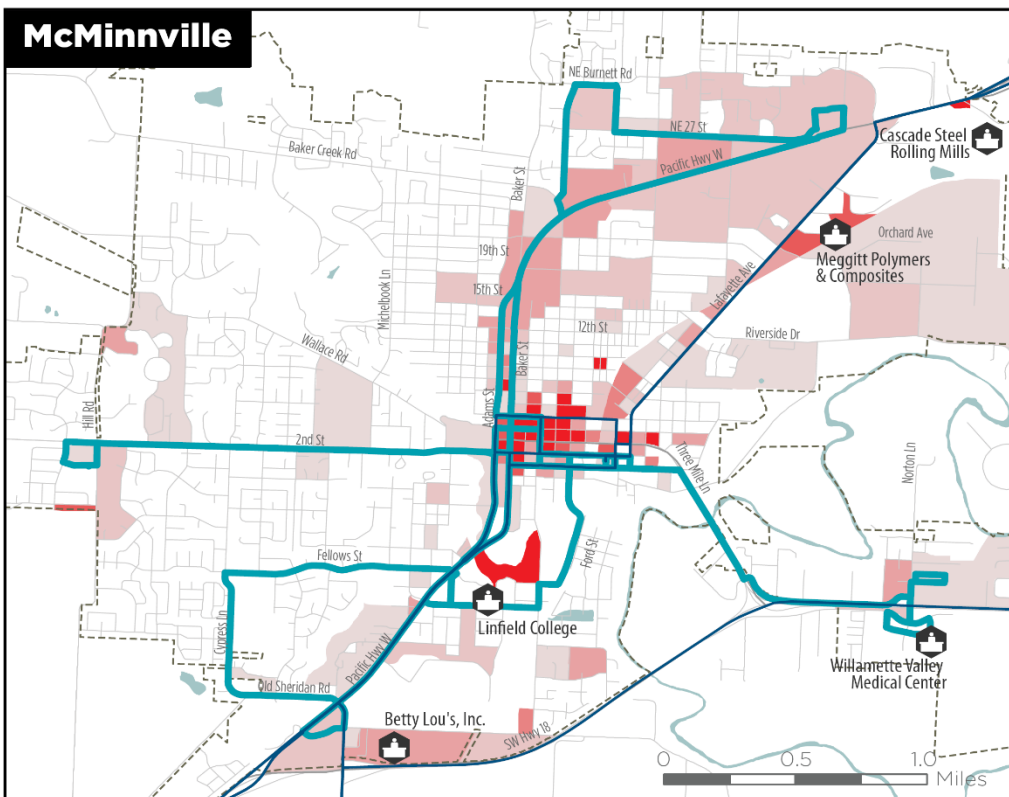 McMinnville
NE Burnett Rd
NE 27 St
Cascade Steel
Rolling Mills
Baker Creek Rd
Pacific Hwy W
Baker St
Orchard Ave
19th St
Meggitt Polymers
& Composites
15th St
Michelbook Ln
Lafayette Ave
12th St
Riverside Dr
Wallace Rd
Baker St
Adams St
Hill Rd
2nd St
Three Mile Ln
Norton Ln
Fellows St
Ford St
Linfield College
Cypress Ln
Pacific Hwy W
Willamette Valley
Medical Center
Old Sheridan Rd
Betty Lou's, Inc.
SW Hwy 18
0 0.5 1.0
Miles